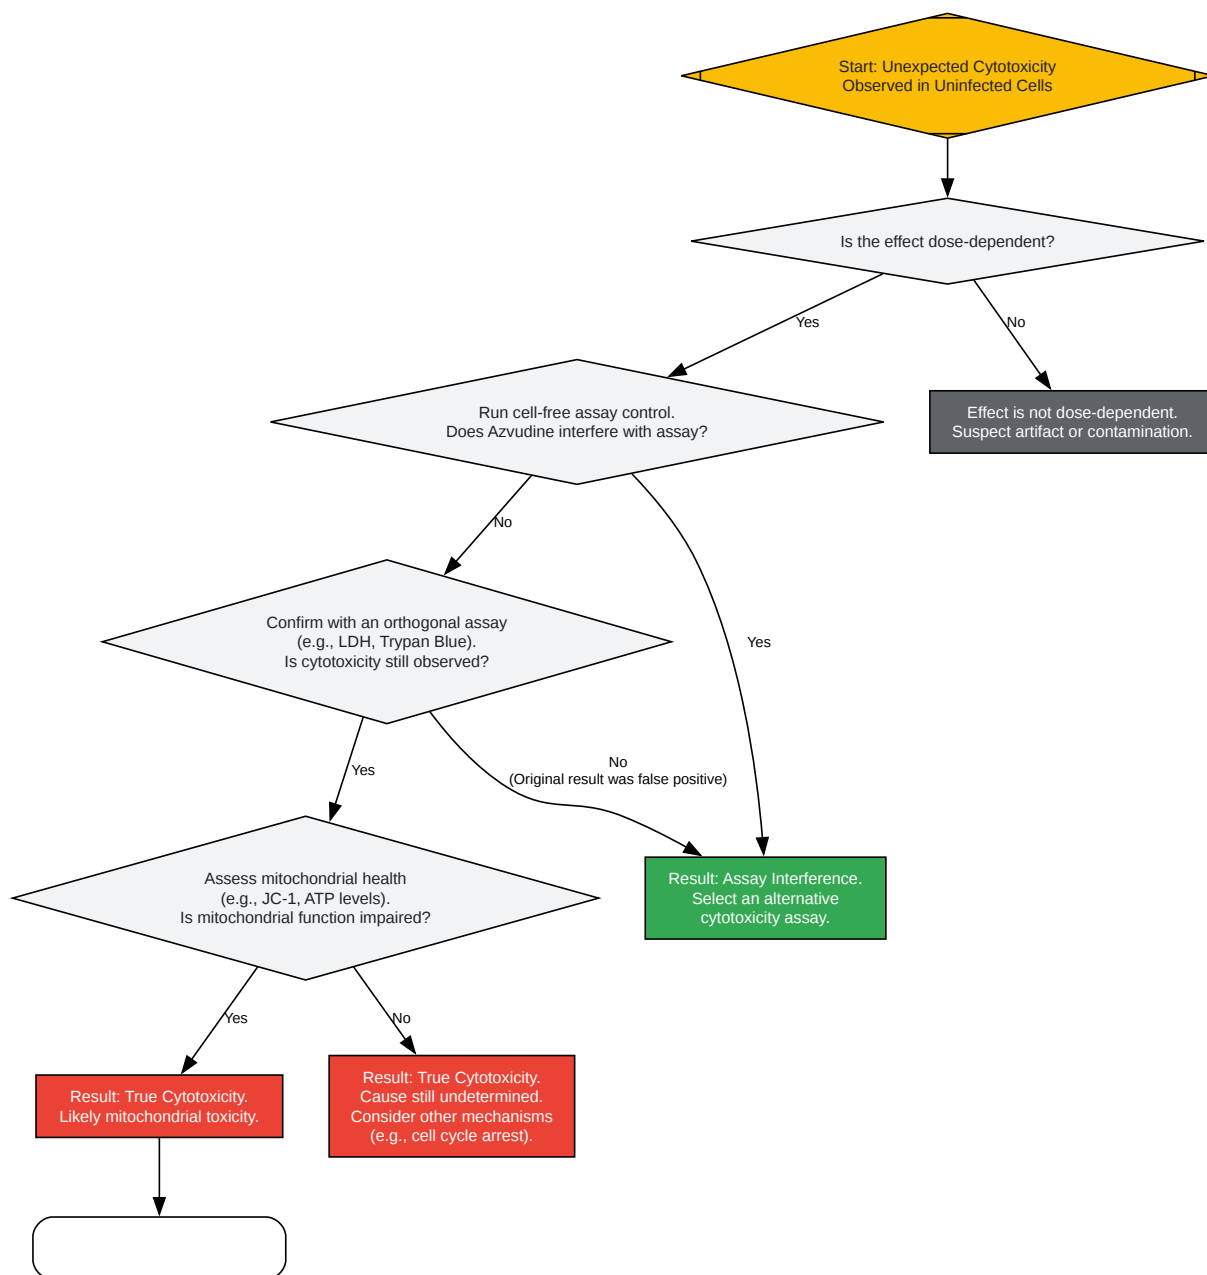 Start: Unexpected Cytotoxicity
Observed in Uninfected Cells
Is the effect dose-dependent?
Yes
No
Run cell-free assay control.
Does Azvudine interfere with assay?
Effect is not dose-dependent.
Suspect artifact or contamination.
No
Yes
Confirm with an orthogonal assay
(e.g., LDH, Trypan Blue).
Is cytotoxicity still observed?
Yes
No
(Original result was false positive)
Assess mitochondrial health
(e.g., JC-1, ATP levels).
Is mitochondrial function impaired?
Result: Assay Interference.
Select an alternative
cytotoxicity assay.
Yes
No
Result: True Cytotoxicity.
Likely mitochondrial toxicity.
Result: True Cytotoxicity.
Cause still undetermined.
Consider other mechanisms
(e.g., cell cycle arrest).